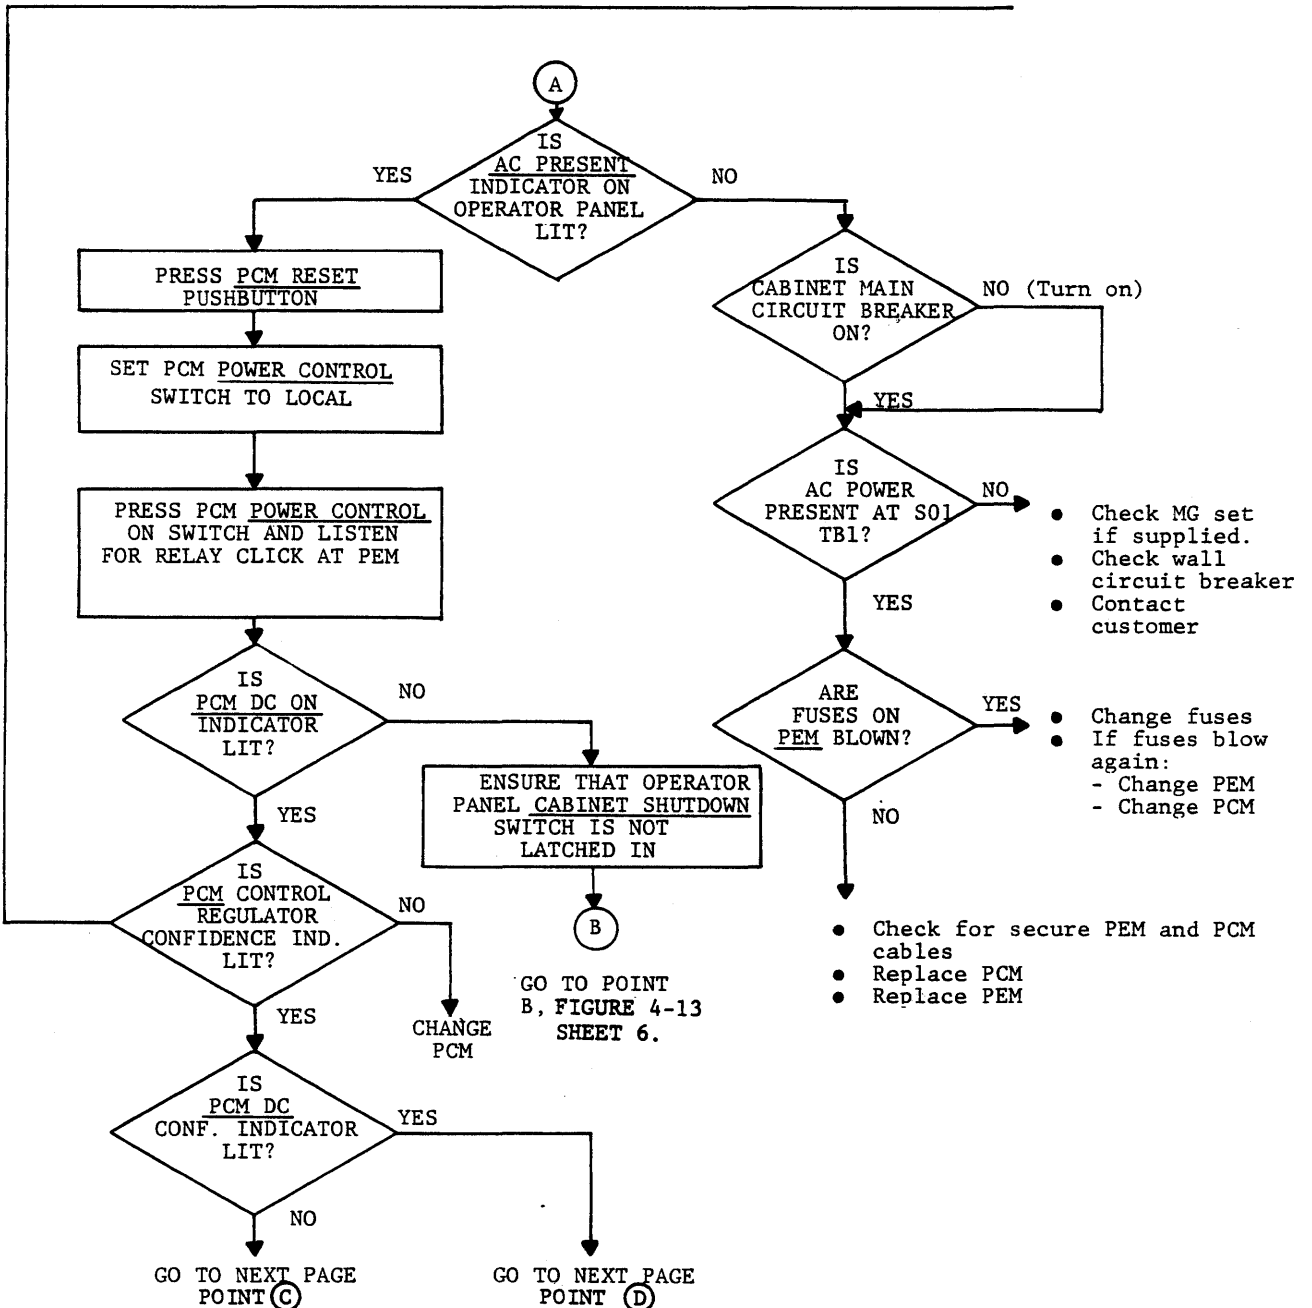 A
IS
AC PRESENT
INDICATOR ON
OPERATOR PANEL
LIT?
YES
NO
PRESS PCM RESET
PUSHBUTTON
SET PCM POWER CONTROL
SWITCH TO LOCAL
PRESS PCM POWER CONTROL
ON SWITCH AND LISTEN
FOR RELAY CLICK AT PEM
IS
PCM DC ON
INDICATOR
LIT?
NO
YES
ENSURE THAT OPERATOR
PANEL CABINET SHUTDOWN
SWITCH IS NOT
LATCHED IN
B
GO TO POINT
B, FIGURE 4-13
SHEET 6.
IS
PCM CONTROL
REGULATOR
CONFIDENCE IND.
LIT?
NO
CHANGE
PCM
YES
IS
PCM DC
CONF. INDICATOR
LIT?
YES
NO
GO TO NEXT PAGE
POINT C
GO TO NEXT PAGE
POINT D
IS
CABINET MAIN
CIRCUIT BREAKER
ON?
NO (Turn on)
YES
IS
AC POWER
PRESENT AT S01
TB1?
NO
● Check MG set
if supplied.
● Check wall
circuit breaker
● Contact
customer
YES
ARE
FUSES ON
PEM BLOWN?
YES
● Change fuses
● If fuses blow
again:
- Change PEM
- Change PCM
NO
● Check for secure PEM and PCM
cables
● Replace PCM
● Replace PEM